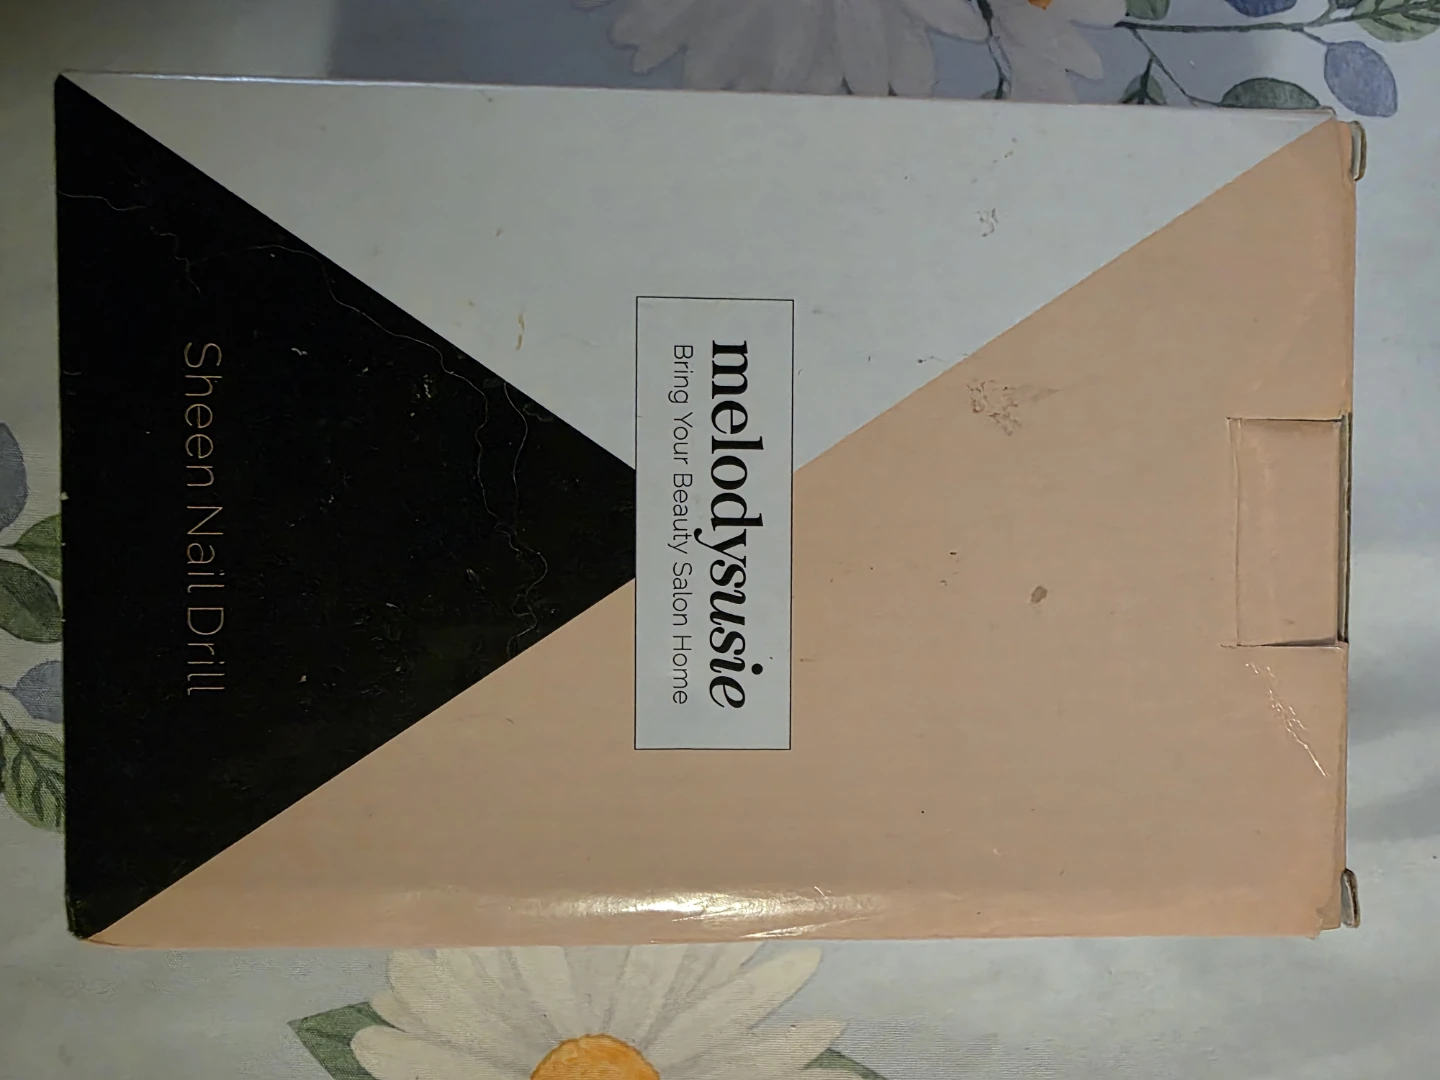 melodysusie
Bring Your Beauty Salon Home
Sheen Nail Drill